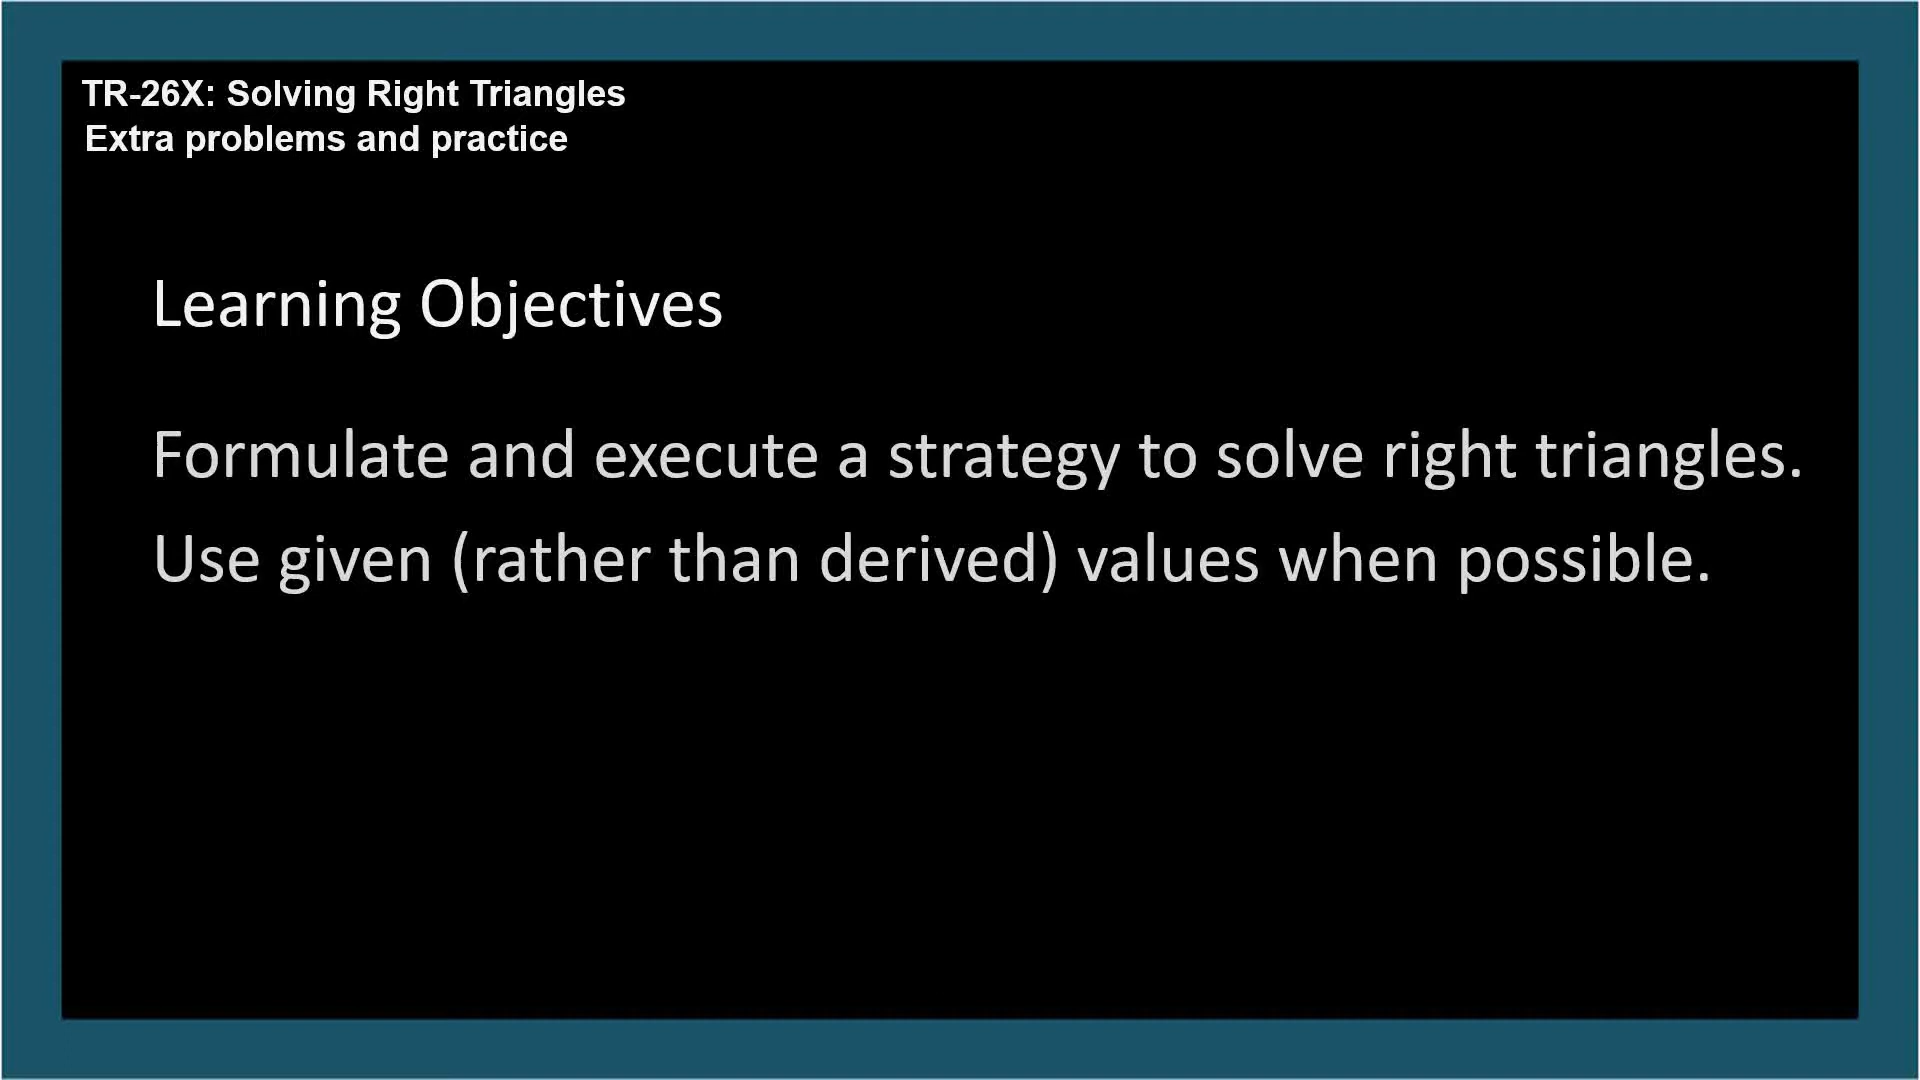 TR-26X: Solving Right Triangles
Extra problems and practice
Learning Objectives
Formulate and execute a strategy to solve right triangles.
Use given (rather than derived) values when possible.